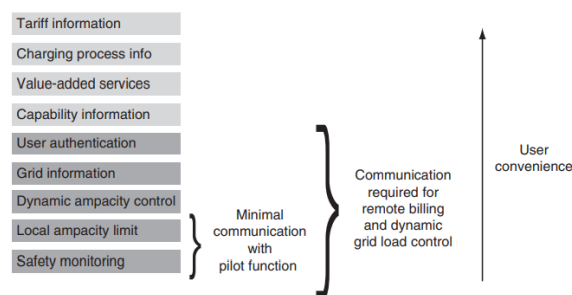 Tariff information
Charging process info
Value-added services
Capability information
User authentication
Grid information
Dynamic ampacity control
Local ampacity limit
Safety monitoring
Minimal
communication
with
pilot function
Communication
required for
remote billing
and dynamic
grid load control
User
convenience